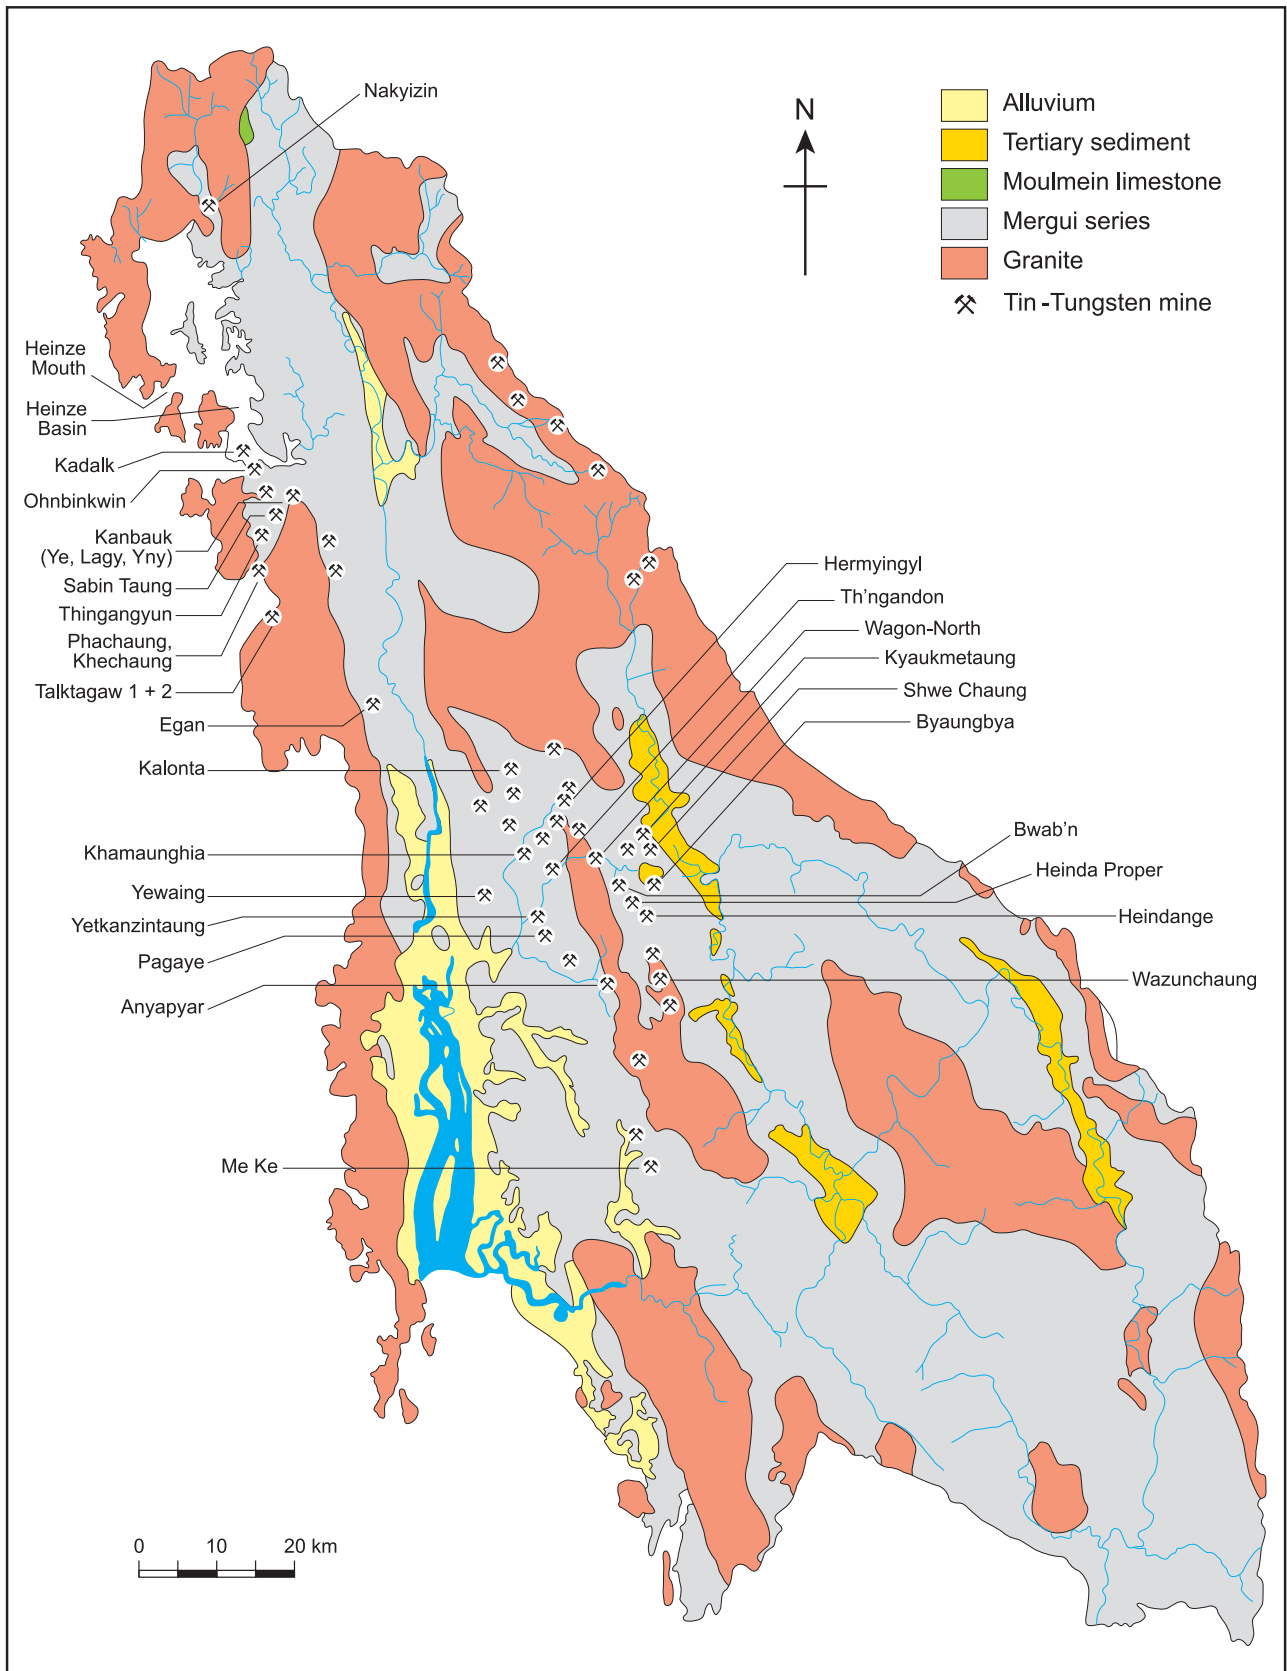 Nakyizin
N
Alluvium
Tertiary sediment
Moulmein limestone
Mergui series
Granite
Tin-Tungsten mine
Heinze
Mouth
Heinze
Basin
Kadalk
Ohnbinkwin
Kanbauk
(Ye, Lagy, Yny)
Sabin Taung
Thingangyun
Phachaung,
Khechaung
Talktagaw 1 + 2
Egan
Kalonta
Khamaunghia
Yewaing
Yetkanzintaung
Pagaye
Anyapyar
Me Ke
Hermyingyl
Th'ngandon
Wagon-North
Kyaukmetaung
Shwe Chaung
Byaungbya
Bwab'n
Heinda Proper
Heindange
Wazunchaung
0 20 km